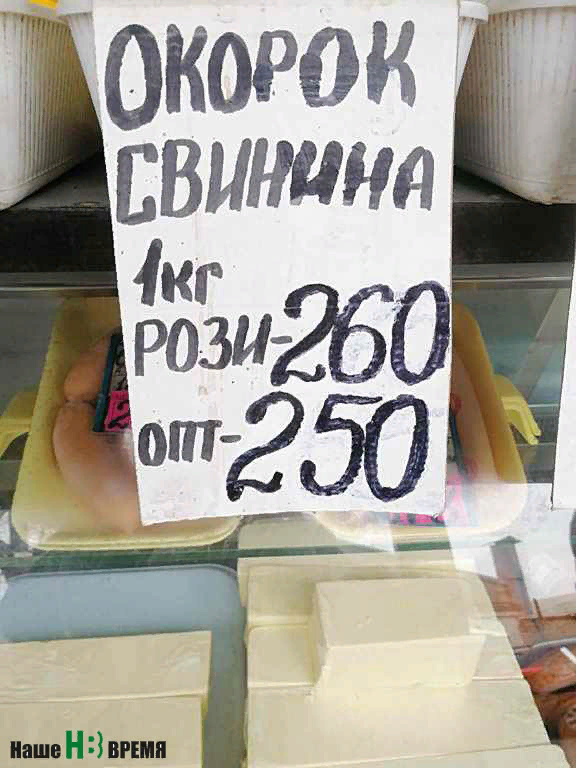 ОКОРОК
СВИНИНА
1кг
РОЗИ-260
ОПТ-250
Наше НВ ВРЕМЯ